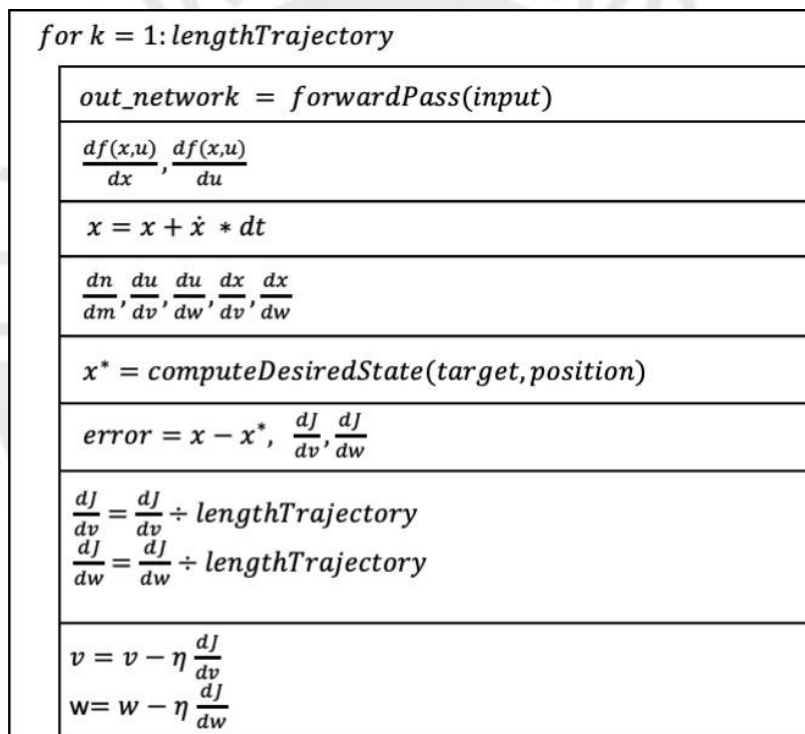 for k = 1: lengthTrajectory
out_network = forwardPass(input)
df(x,u)/dx, df(x,u)/du
x = x + ẋ * dt
dn/dm, du/dv, du/dw, dx/dv, dx/dw
x* = computeDesiredState(target, position)
error = x − x*, dJ/dv, dJ/dw
dJ/dv = dJ/dv ÷ lengthTrajectory
dJ/dw = dJ/dw ÷ lengthTrajectory
v = v − η dJ/dv
w= w − η dJ/dw